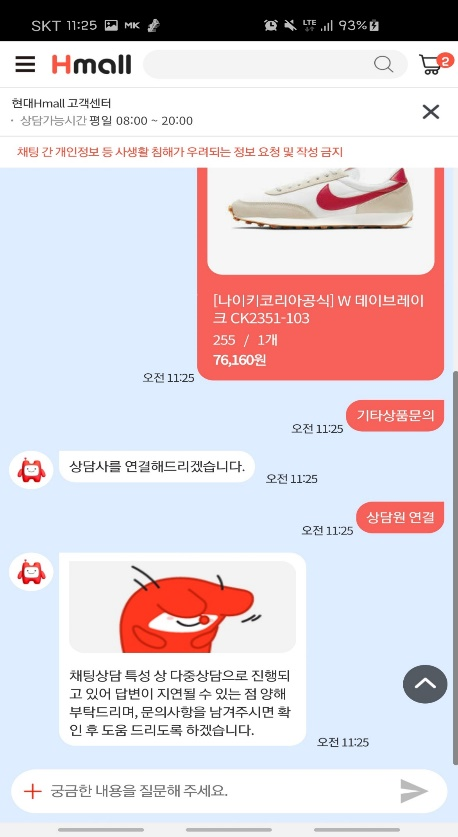 SKT 11:25 MK LTE 93%
Hmall 2
현대Hmall 고객센터
· 상담가능시간 평일 08:00 ~ 20:00
채팅 간 개인정보 등 사생활 침해가 우려되는 정보 요청 및 작성 금지
[나이키코리아공식] W 데이브레이
크 CK2351-103
255 / 1개
76,160원
오전 11:25
기타상품문의
오전 11:25
상담사를 연결해드리겠습니다.
오전 11:25
상담원 연결
오전 11:25
채팅상담 특성 상 다중상담으로 진행되
고 있어 답변이 지연될 수 있는 점 양해
부탁드리며, 문의사항을 남겨주시면 확
인 후 도움 드리도록 하겠습니다.
오전 11:25
궁금한 내용을 질문해 주세요.